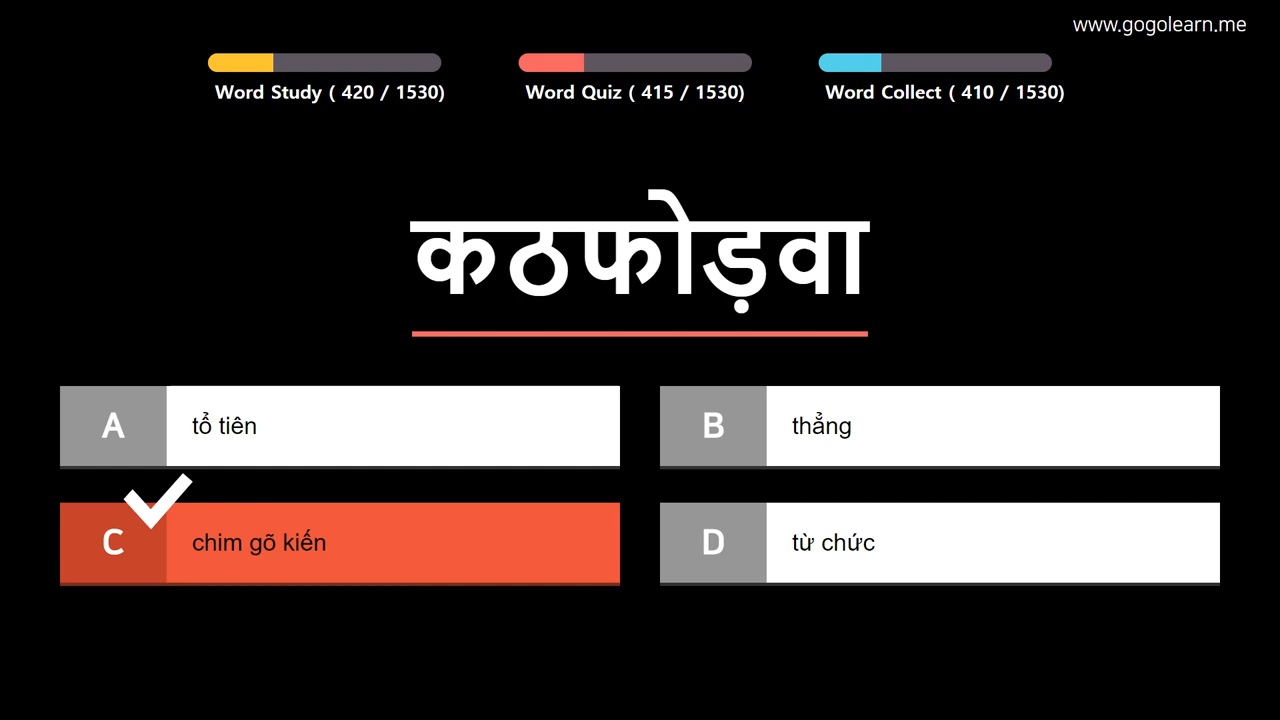 www.gogolearn.me
Word Study ( 420 / 1530)
Word Quiz ( 415 / 1530)
Word Collect ( 410 / 1530)
कठफोड़वा
A
tổ tiên
B
thẳng
C
chim gõ kiến
D
từ chức